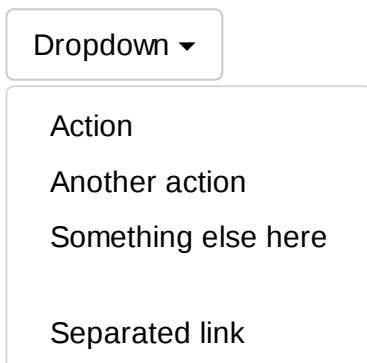 Dropdown
Action
Another action
Something else here
Separated link